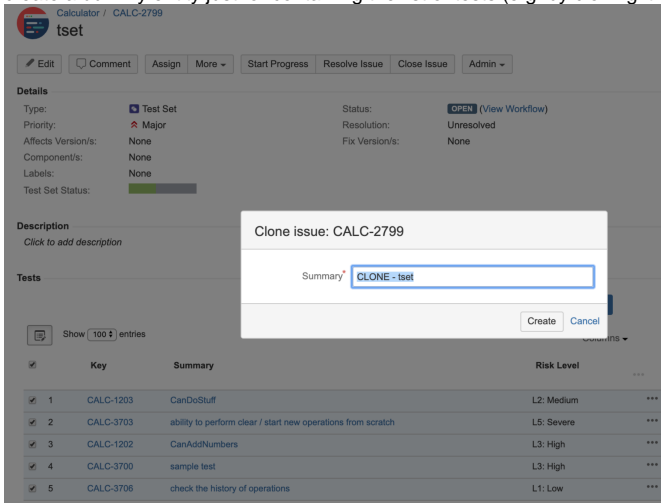 Calculator / CALC-2799
tset
Edit Comment Assign More Start Progress Resolve Issue Close Issue Admin
Details
Type: Test Set Status: OPEN (View Workflow)
Priority: Major Resolution: Unresolved
Affects Version/s: None Fix Version/s: None
Component/s: None
Labels: None
Test Set Status:
Description
Click to add description
Clone issue: CALC-2799
Summary* CLONE - tset
Create Cancel
Tests
Show 100 entries
Columns
Key Summary Risk Level
1 CALC-1203 CanDoStuff L2: Medium
2 CALC-3703 ability to perform clear / start new operations from scratch L5: Severe
3 CALC-1202 CanAddNumbers L3: High
4 CALC-3700 sample test L3: High
5 CALC-3706 check the history of operations L1: Low